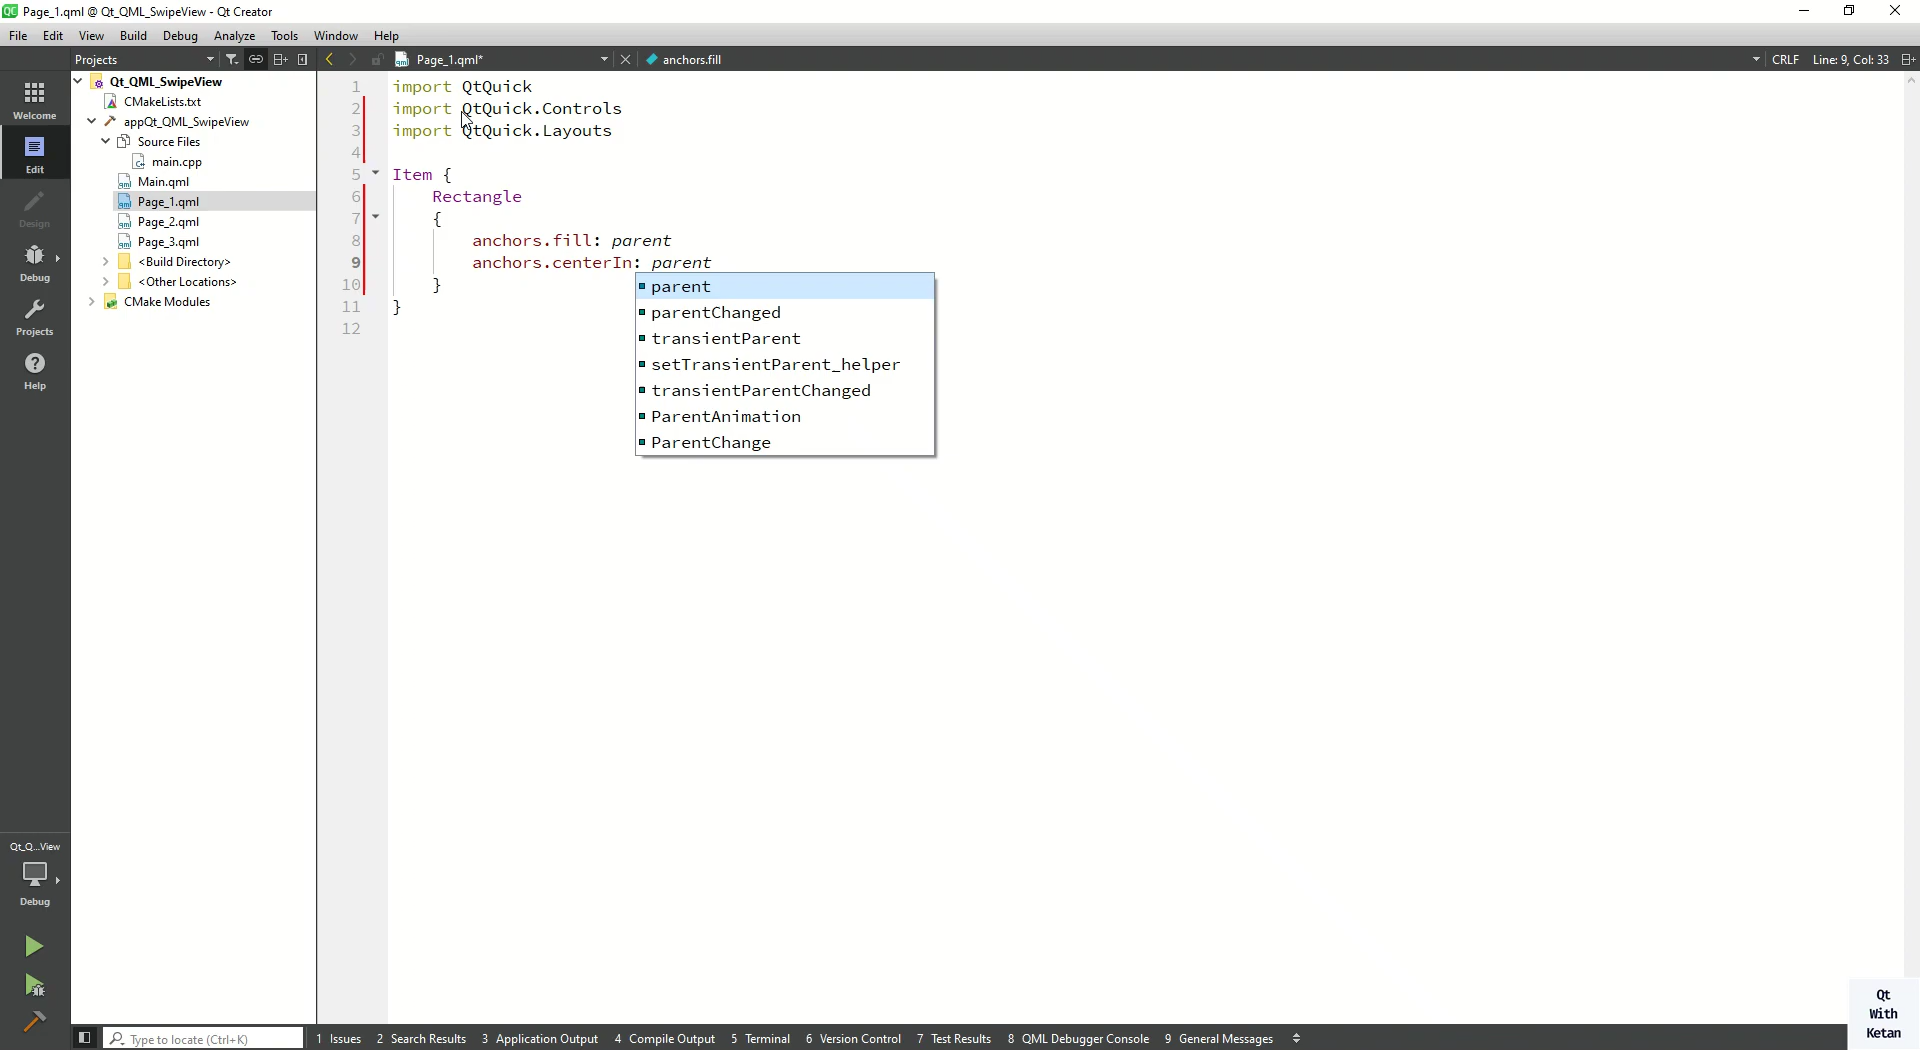 Page_1.qml @ Qt_QML_SwipeView - Qt Creator
File Edit View Build Debug Analyze Tools Window Help
Projects Page_1.qml* anchors.fill CRLF Line: 9, Col: 33
Welcome
Edit
Design
Debug
Projects
Help
Qt_QML_SwipeView
CMakeLists.txt
appQt_QML_SwipeView
Source Files
main.cpp
Main.qml
Page_1.qml
Page_2.qml
Page_3.qml
<Build Directory>
<Other Locations>
CMake Modules
1 import QtQuick
2 import QtQuick.Controls
3 import QtQuick.Layouts
4
5 Item {
6 Rectangle
7 {
8 anchors.fill: parent
9 anchors.centerIn: parent
10 }
11 }
12
parent
parentChanged
transientParent
setTransientParent_helper
transientParentChanged
ParentAnimation
ParentChange
Qt_Q...View
Debug
Type to locate (Ctrl+K) 1 Issues 2 Search Results 3 Application Output 4 Compile Output 5 Terminal 6 Version Control 7 Test Results 8 QML Debugger Console 9 General Messages
Qt
With
Ketan